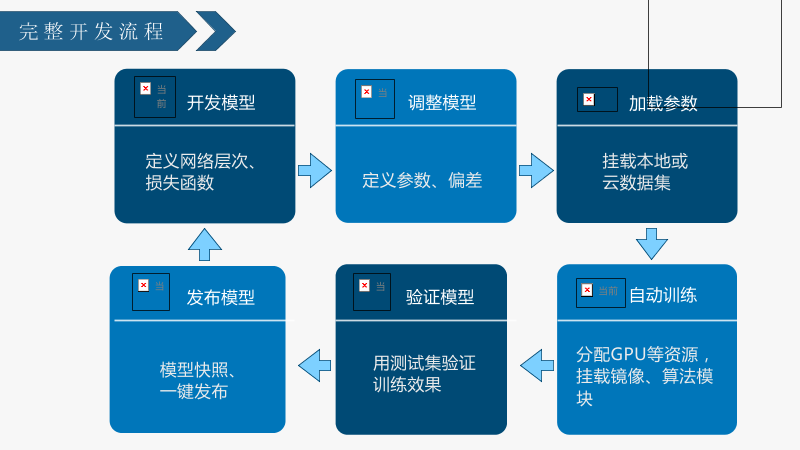 完整开发流程
当
前
开发模型
定义网络层次、
损失函数
当
调整模型
定义参数、偏差
加载参数
挂载本地或
云数据集
当
发布模型
模型快照、
一键发布
当
验证模型
用测试集验证
训练效果
当前
自动训练
分配GPU等资源，
挂载镜像、算法模
块